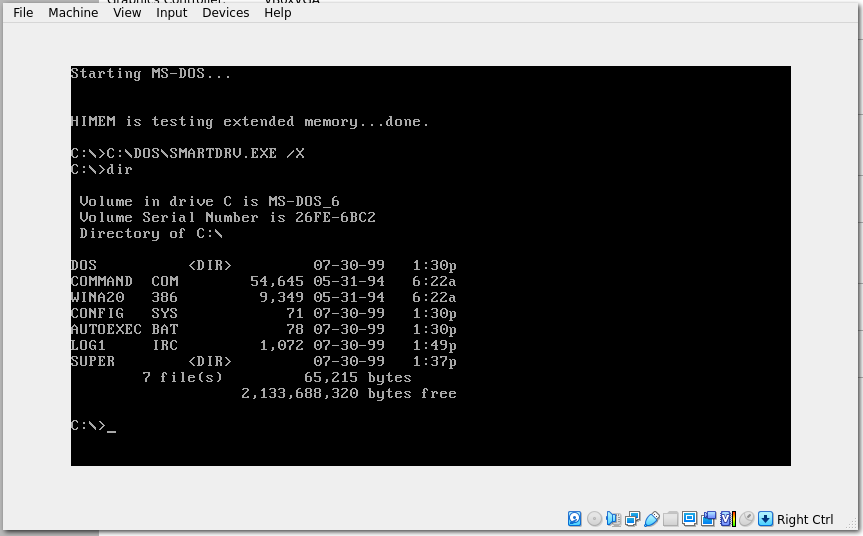 Graphics Controller: VBoxVGA
File Machine View Input Devices Help
Starting MS-DOS...
HIMEM is testing extended memory...done.
C:\>C:\DOS\SMARTDRV.EXE /X
C:\>dir
Volume in drive C is MS-DOS_6
Volume Serial Number is 26FE-6BC2
Directory of C:\
DOS <DIR> 07-30-99 1:30p
COMMAND COM 54,645 05-31-94 6:22a
WINA20 386 9,349 05-31-94 6:22a
CONFIG SYS 71 07-30-99 1:30p
AUTOEXEC BAT 78 07-30-99 1:30p
LOG1 IRC 1,072 07-30-99 1:49p
SUPER <DIR> 07-30-99 1:37p
7 file(s) 65,215 bytes
2,133,688,320 bytes free
C:\>_
Right Ctrl